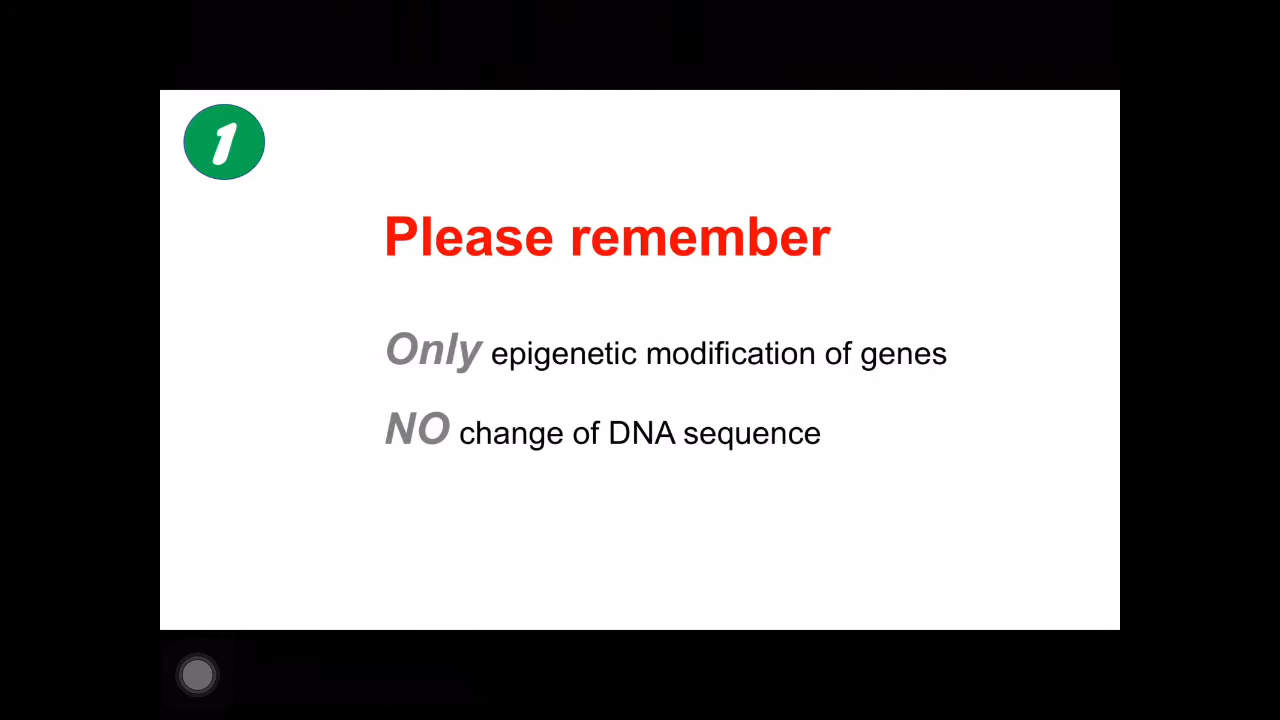 1
Please remember
Only epigenetic modification of genes
NO change of DNA sequence